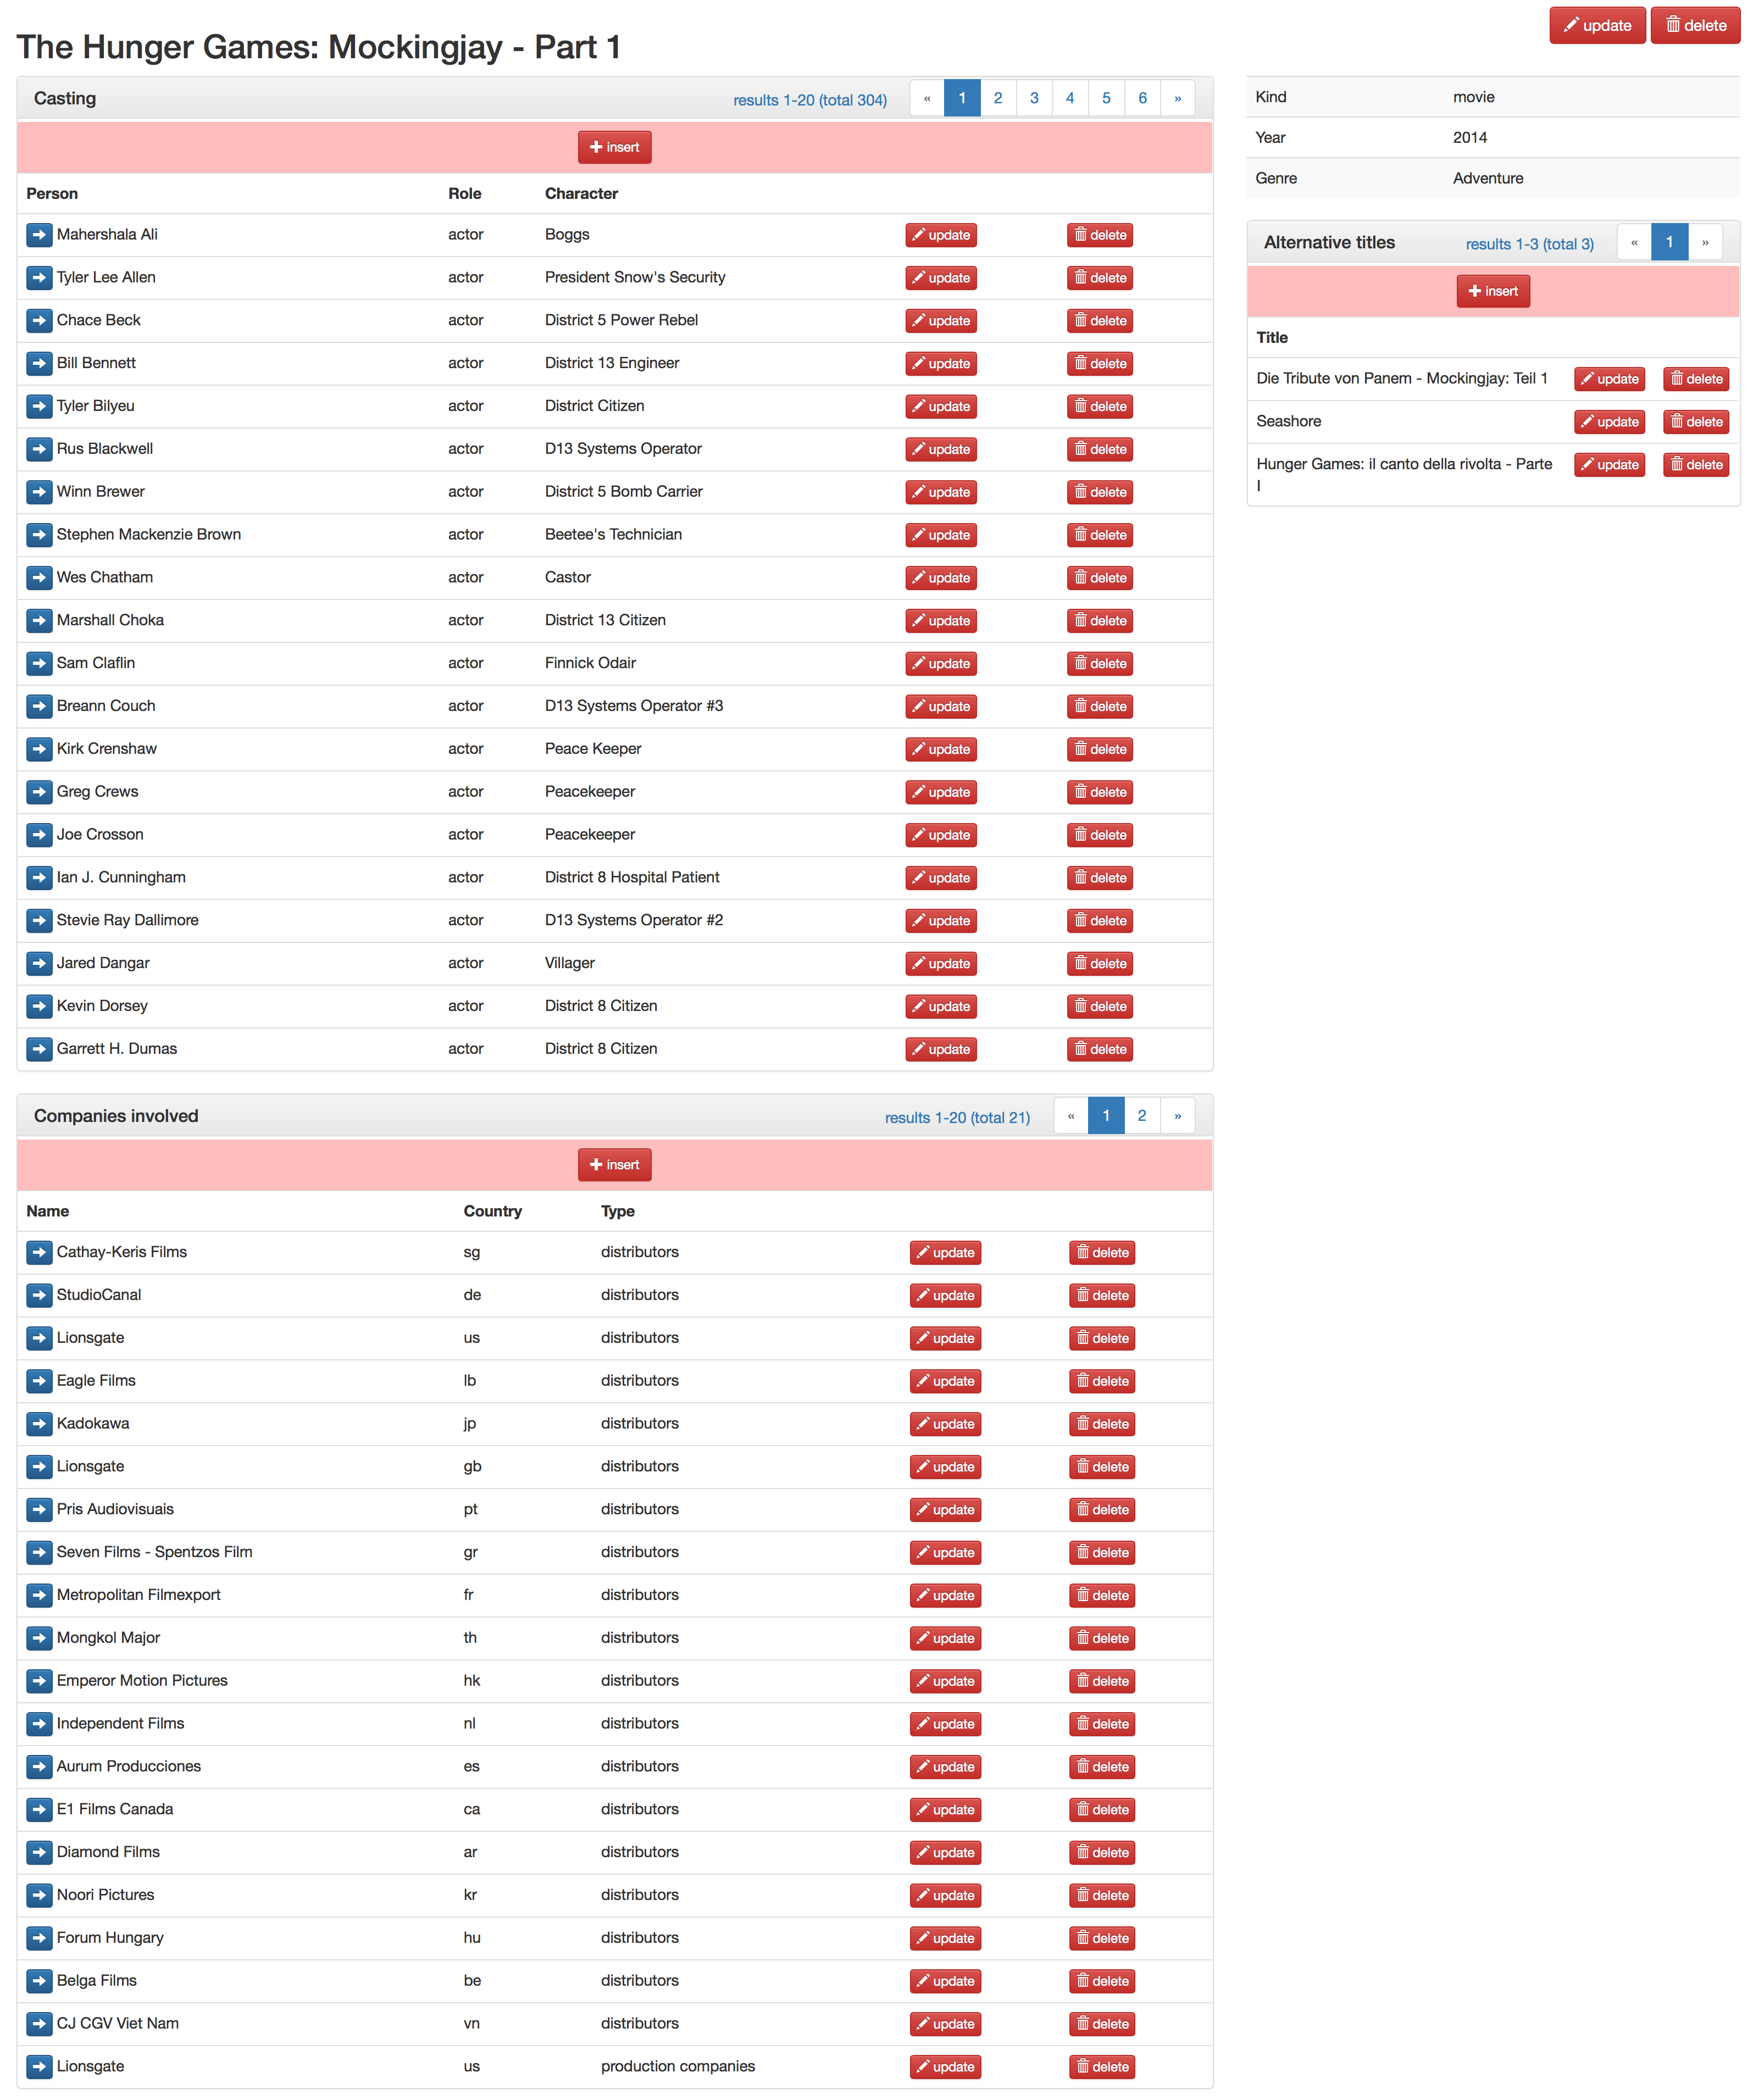 update delete
The Hunger Games: Mockingjay - Part 1
Casting results 1-20 (total 304) « 1 2 3 4 5 6 »
insert
Person Role Character
Mahershala Ali actor Boggs update delete
Tyler Lee Allen actor President Snow's Security update delete
Chace Beck actor District 5 Power Rebel update delete
Bill Bennett actor District 13 Engineer update delete
Tyler Bilyeu actor District Citizen update delete
Rus Blackwell actor D13 Systems Operator update delete
Winn Brewer actor District 5 Bomb Carrier update delete
Stephen Mackenzie Brown actor Beetee's Technician update delete
Wes Chatham actor Castor update delete
Marshall Choka actor District 13 Citizen update delete
Sam Claflin actor Finnick Odair update delete
Breann Couch actor D13 Systems Operator #3 update delete
Kirk Crenshaw actor Peace Keeper update delete
Greg Crews actor Peacekeeper update delete
Joe Crosson actor Peacekeeper update delete
Ian J. Cunningham actor District 8 Hospital Patient update delete
Stevie Ray Dallimore actor D13 Systems Operator #2 update delete
Jared Dangar actor Villager update delete
Kevin Dorsey actor District 8 Citizen update delete
Garrett H. Dumas actor District 8 Citizen update delete
Companies involved results 1-20 (total 21) « 1 2 »
insert
Name Country Type
Cathay-Keris Films sg distributors update delete
StudioCanal de distributors update delete
Lionsgate us distributors update delete
Eagle Films lb distributors update delete
Kadokawa jp distributors update delete
Lionsgate gb distributors update delete
Pris Audiovisuais pt distributors update delete
Seven Films - Spentzos Film gr distributors update delete
Metropolitan Filmexport fr distributors update delete
Mongkol Major th distributors update delete
Emperor Motion Pictures hk distributors update delete
Independent Films nl distributors update delete
Aurum Producciones es distributors update delete
E1 Films Canada ca distributors update delete
Diamond Films ar distributors update delete
Noori Pictures kr distributors update delete
Forum Hungary hu distributors update delete
Belga Films be distributors update delete
CJ CGV Viet Nam vn distributors update delete
Lionsgate us production companies update delete
Kind movie
Year 2014
Genre Adventure
Alternative titles results 1-3 (total 3) « 1 »
insert
Title
Die Tribute von Panem - Mockingjay: Teil 1 update delete
Seashore update delete
Hunger Games: il canto della rivolta - Parte update delete
I